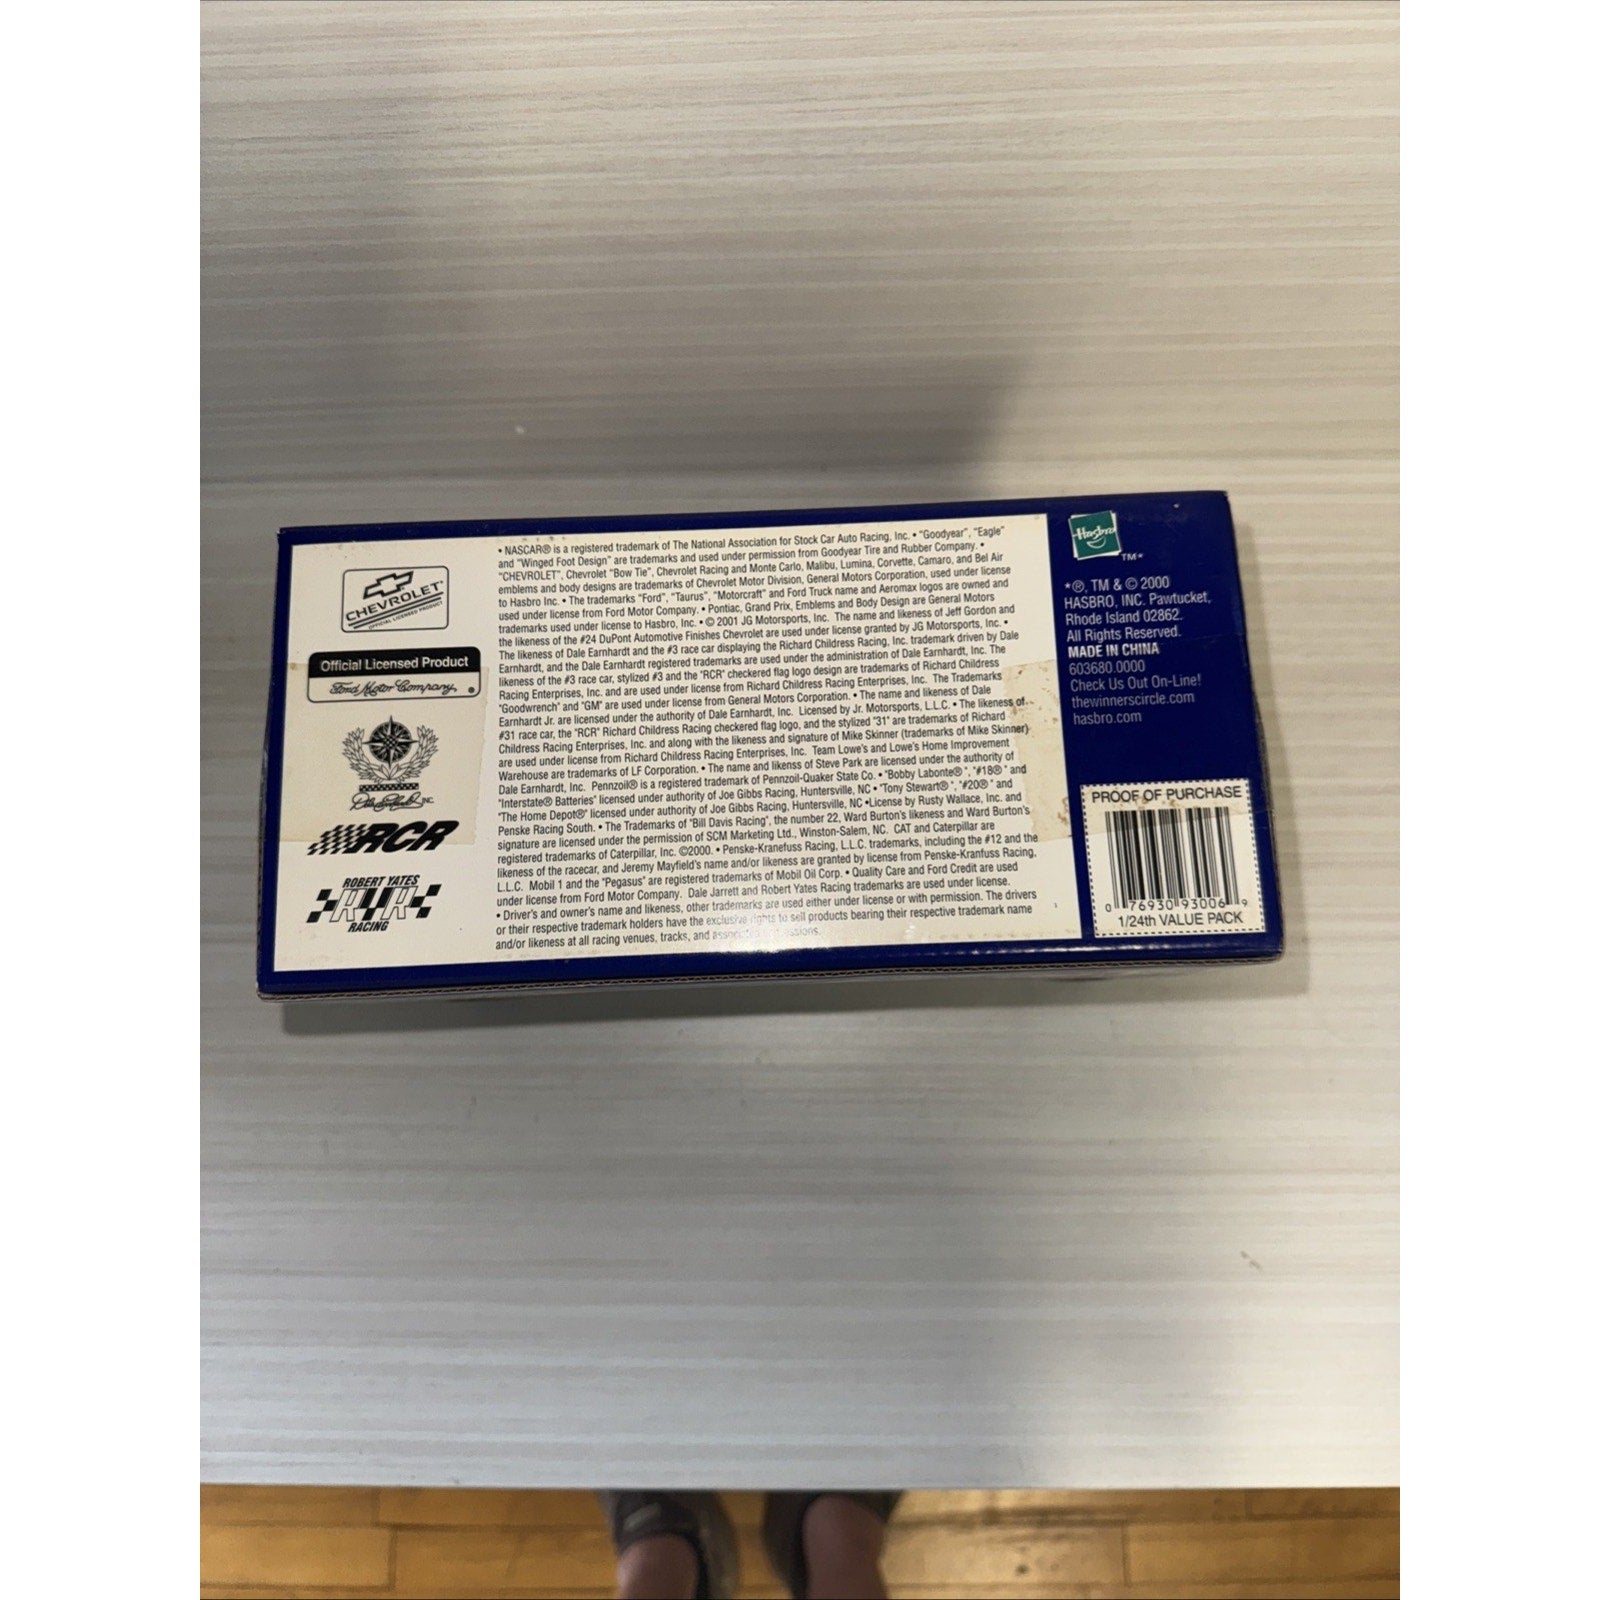 CHEVROLET
OFFICIAL LICENSED PRODUCT
Official Licensed Product
Ford Motor Company
®
INC.
RCR
ROBERT YATES
RYR
RACING
• NASCAR® is a registered trademark of The National Association for Stock Car Auto Racing, Inc. • "Goodyear", "Eagle"
and "Winged Foot Design" are trademarks and used under permission from Goodyear Tire and Rubber Company. •
"CHEVROLET", Chevrolet "Bow Tie", Chevrolet Racing and Monte Carlo, Malibu, Lumina, Corvette, Camaro, and Bel Air
emblems and body designs are trademarks of Chevrolet Motor Division, General Motors Corporation, used under license
to Hasbro Inc. • The trademarks "Ford", "Taurus", "Motorcraft" and Ford Truck name and Aeromax logos are owned and
used under license from Ford Motor Company. • Pontiac, Grand Prix, Emblems and Body Design are General Motors
trademarks used under license to Hasbro, Inc. • © 2001 JG Motorsports, Inc. The name and likeness of Jeff Gordon and
the likeness of the #24 DuPont Automotive Finishes Chevrolet are used under license granted by JG Motorsports, Inc. •
The likeness of Dale Earnhardt and the #3 race car displaying the Richard Childress Racing, Inc. trademark driven by Dale
Earnhardt, and the Dale Earnhardt registered trademarks are used under the administration of Dale Earnhardt, Inc. The
likeness of the #3 race car, stylized #3 and the "RCR" checkered flag logo design are trademarks of Richard Childress
Racing Enterprises, Inc. and are used under license from Richard Childress Racing Enterprises, Inc. The Trademarks
"Goodwrench" and "GM" are used under license from General Motors Corporation. • The name and likeness of Dale
Earnhardt Jr. are licensed under the authority of Dale Earnhardt, Inc. Licensed by Jr. Motorsports, L.L.C. • The likeness of
#31 race car, the "RCR" Richard Childress Racing checkered flag logo, and the stylized "31" are trademarks of Richard
Childress Racing Enterprises, Inc. and along with the likeness and signature of Mike Skinner (trademarks of Mike Skinner)
are used under license from Richard Childress Racing Enterprises, Inc. Team Lowe's and Lowe's Home Improvement
Warehouse are trademarks of LF Corporation. • The name and likenss of Steve Park are licensed under the authority of
Dale Earnhardt, Inc. Pennzoil® is a registered trademark of Pennzoil-Quaker State Co. • "Bobby Labonte®", "#18®" and
"Interstate® Batteries" licensed under authority of Joe Gibbs Racing, Huntersville, NC • "Tony Stewart®", "#20®" and
"The Home Depot®" licensed under authority of Joe Gibbs Racing, Huntersville, NC •License by Rusty Wallace, Inc. and
Penske Racing South. • The Trademarks of "Bill Davis Racing", the number 22, Ward Burton's likeness and Ward Burton's
signature are licensed under the permission of SCM Marketing Ltd., Winston-Salem, NC. CAT and Caterpillar are
registered trademarks of Caterpillar, Inc. ©2000. • Penske-Kranefuss Racing, L.L.C. trademarks, including the #12 and the
likeness of the racecar, and Jeremy Mayfield's name and/or likeness are granted by license from Penske-Kranfuss Racing,
L.L.C. Mobil 1 and the "Pegasus" are registered trademarks of Mobil Oil Corp. • Quality Care and Ford Credit are used
under license from Ford Motor Company. Dale Jarrett and Robert Yates Racing trademarks are used under license.
• Driver's and owner's name and likeness, other trademarks are used either under license or with permission. The drivers
or their respective trademark holders have the exclusive rights to sell products bearing their respective trademark name
and/or likeness at all racing venues, tracks, and
Hasbro
TM*
*®, TM & © 2000
HASBRO, INC. Pawtucket,
Rhode Island 02862.
All Rights Reserved.
MADE IN CHINA
603680.0000
Check Us Out On-Line!
thewinnerscircle.com
hasbro.com
PROOF OF PURCHASE
0 76930 93006 9
1/24th VALUE PACK